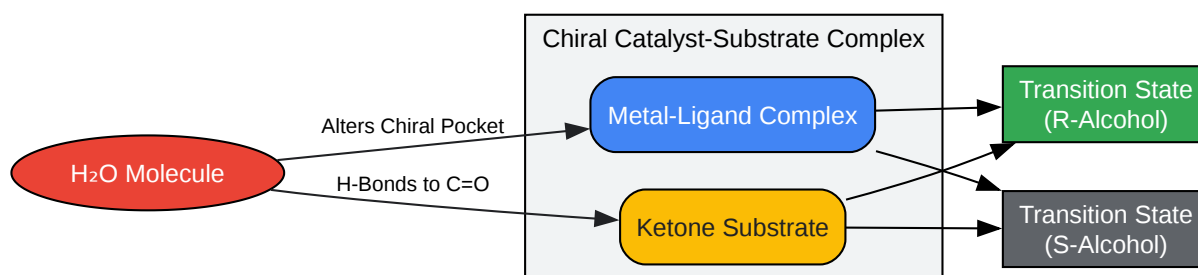 Chiral Catalyst-Substrate Complex
Alters Chiral Pocket
Metal-Ligand Complex
Transition State
(R-Alcohol)
H₂O Molecule
H-Bonds to C=O
Ketone Substrate
Transition State
(S-Alcohol)